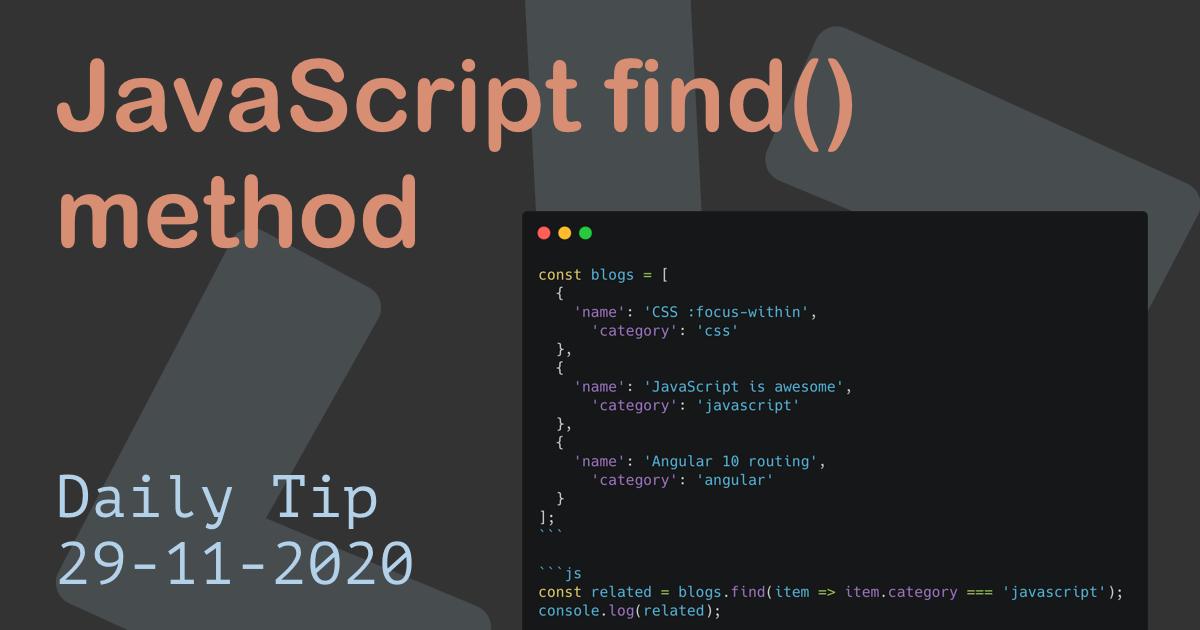 JavaScript find()
method
const blogs = [
  {
    'name': 'CSS :focus-within',
      'category': 'css'
  },
  {
    'name': 'JavaScript is awesome',
      'category': 'javascript'
  },
  {
    'name': 'Angular 10 routing',
      'category': 'angular'
  }
];
```
```js
const related = blogs.find(item => item.category === 'javascript');
console.log(related);
Daily Tip
29-11-2020